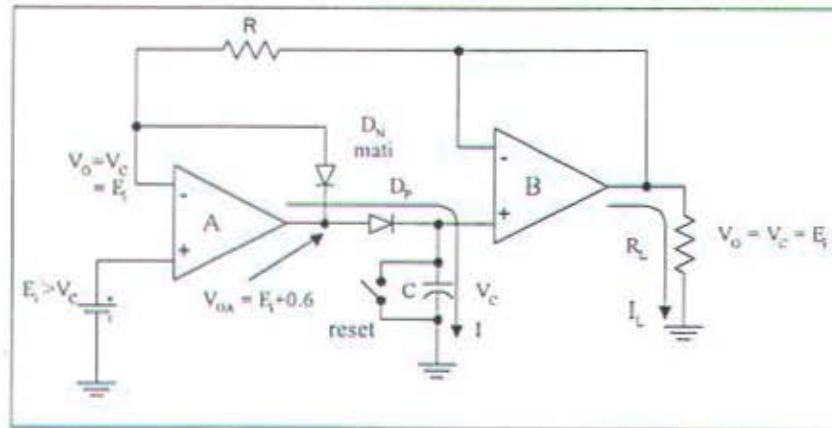 R
D_N
mati
V_O = V_C
= E_i
-
A
+
D_P
-
B
+
E_i > V_C
V_OA = E_i + 0.6
reset
C
V_C
I
R_L
I_L
V_O = V_C = E_i